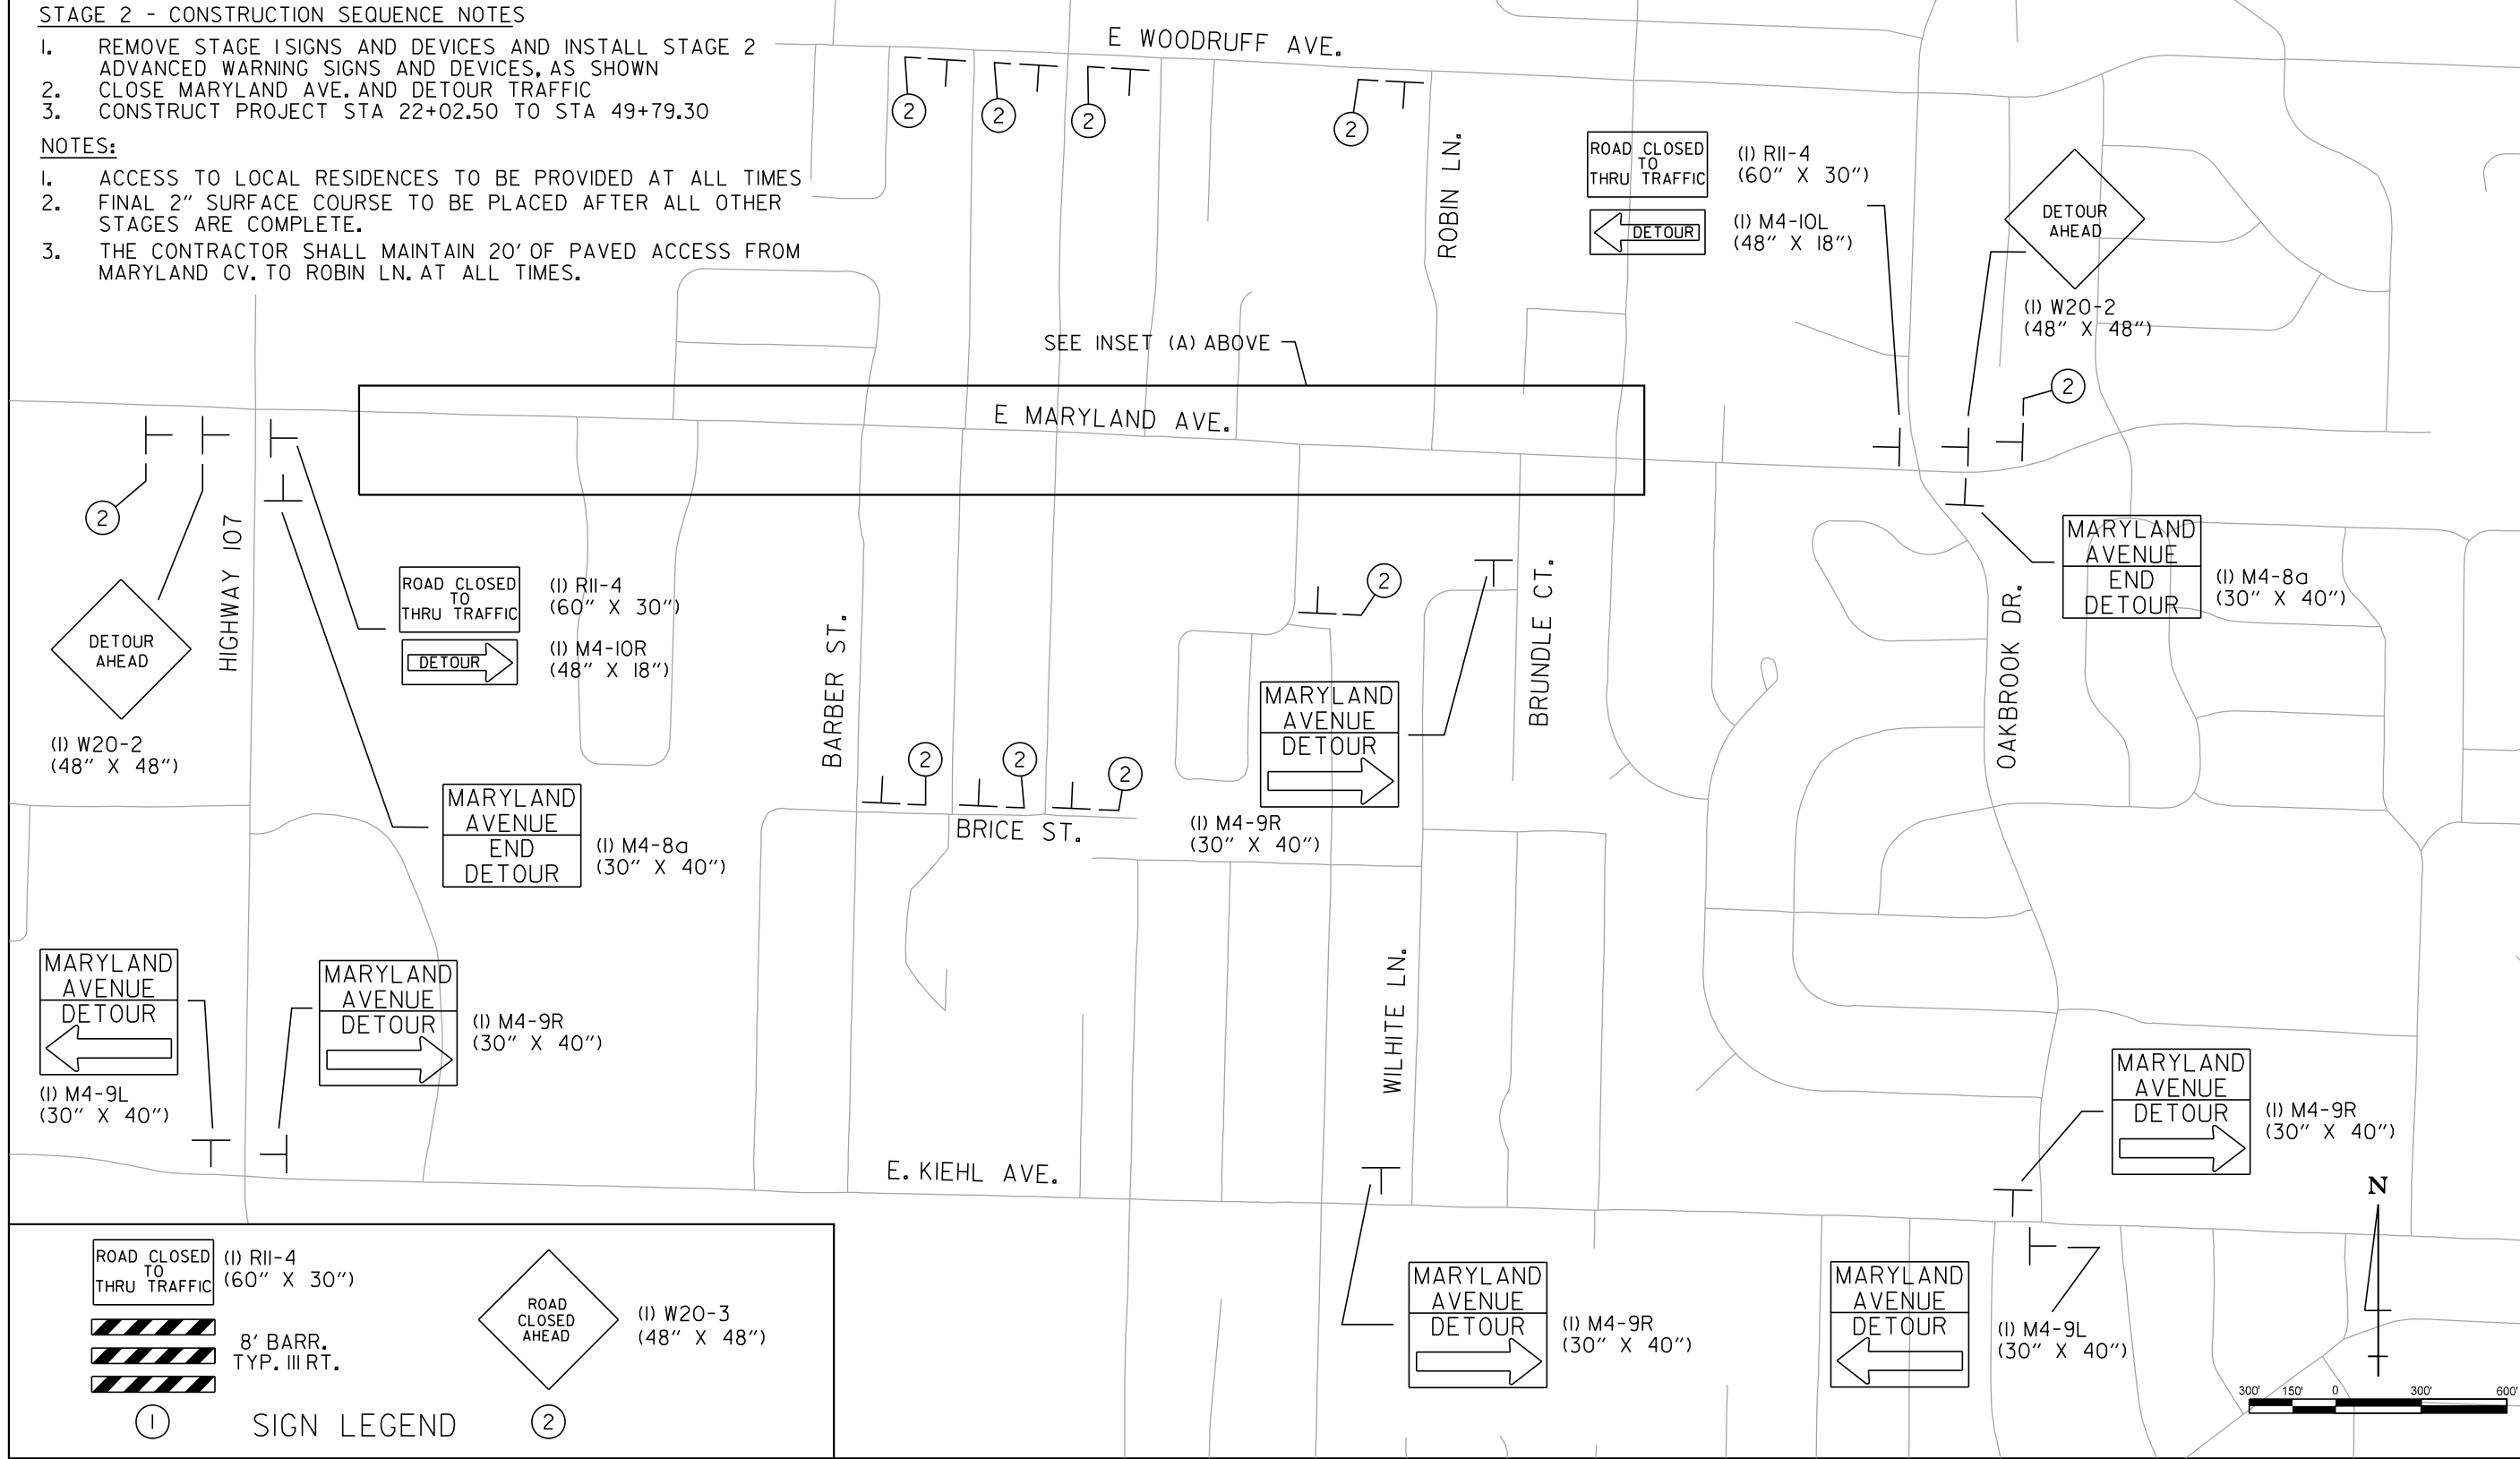 STAGE 2 - CONSTRUCTION SEQUENCE NOTES
1. REMOVE STAGE 1 SIGNS AND DEVICES AND INSTALL STAGE 2
ADVANCED WARNING SIGNS AND DEVICES, AS SHOWN
2. CLOSE MARYLAND AVE. AND DETOUR TRAFFIC
3. CONSTRUCT PROJECT STA 22+02.50 TO STA 49+79.30
NOTES:
1. ACCESS TO LOCAL RESIDENCES TO BE PROVIDED AT ALL TIMES
2. FINAL 2" SURFACE COURSE TO BE PLACED AFTER ALL OTHER
STAGES ARE COMPLETE.
3. THE CONTRACTOR SHALL MAINTAIN 20' OF PAVED ACCESS FROM
MARYLAND CV. TO ROBIN LN. AT ALL TIMES.
E WOODRUFF AVE.
2
2
2
2
ROBIN LN.
ROAD CLOSED
TO
THRU TRAFFIC
(1) R11-4
(60" X 30")
DETOUR
(1) M4-10L
(48" X 18")
DETOUR
AHEAD
(1) W20-2
(48" X 48")
2
SEE INSET (A) ABOVE
E MARYLAND AVE.
2
HIGHWAY 107
DETOUR
AHEAD
(1) W20-2
(48" X 48")
ROAD CLOSED
TO
THRU TRAFFIC
(1) R11-4
(60" X 30")
DETOUR
(1) M4-10R
(48" X 18")
MARYLAND
AVENUE
END
DETOUR
(1) M4-8a
(30" X 40")
BARBER ST.
2
2
2
BRICE ST.
2
MARYLAND
AVENUE
DETOUR
(1) M4-9R
(30" X 40")
BRUNDLE CT.
OAKBROOK DR.
MARYLAND
AVENUE
END
DETOUR
(1) M4-8a
(30" X 40")
MARYLAND
AVENUE
DETOUR
(1) M4-9L
(30" X 40")
MARYLAND
AVENUE
DETOUR
(1) M4-9R
(30" X 40")
WILHITE LN.
E. KIEHL AVE.
MARYLAND
AVENUE
DETOUR
(1) M4-9R
(30" X 40")
MARYLAND
AVENUE
DETOUR
(1) M4-9R
(30" X 40")
MARYLAND
AVENUE
DETOUR
(1) M4-9L
(30" X 40")
N
300' 150' 0 300' 600'
ROAD CLOSED
TO
THRU TRAFFIC
(1) R11-4
(60" X 30")
8' BARR.
TYP. III RT.
1
SIGN LEGEND
ROAD
CLOSED
AHEAD
(1) W20-3
(48" X 48")
2